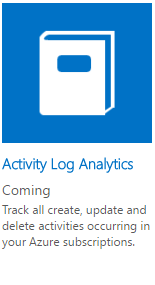 Activity Log Analytics
Coming
Track all create, update and
delete activities occurring in
your Azure subscriptions.